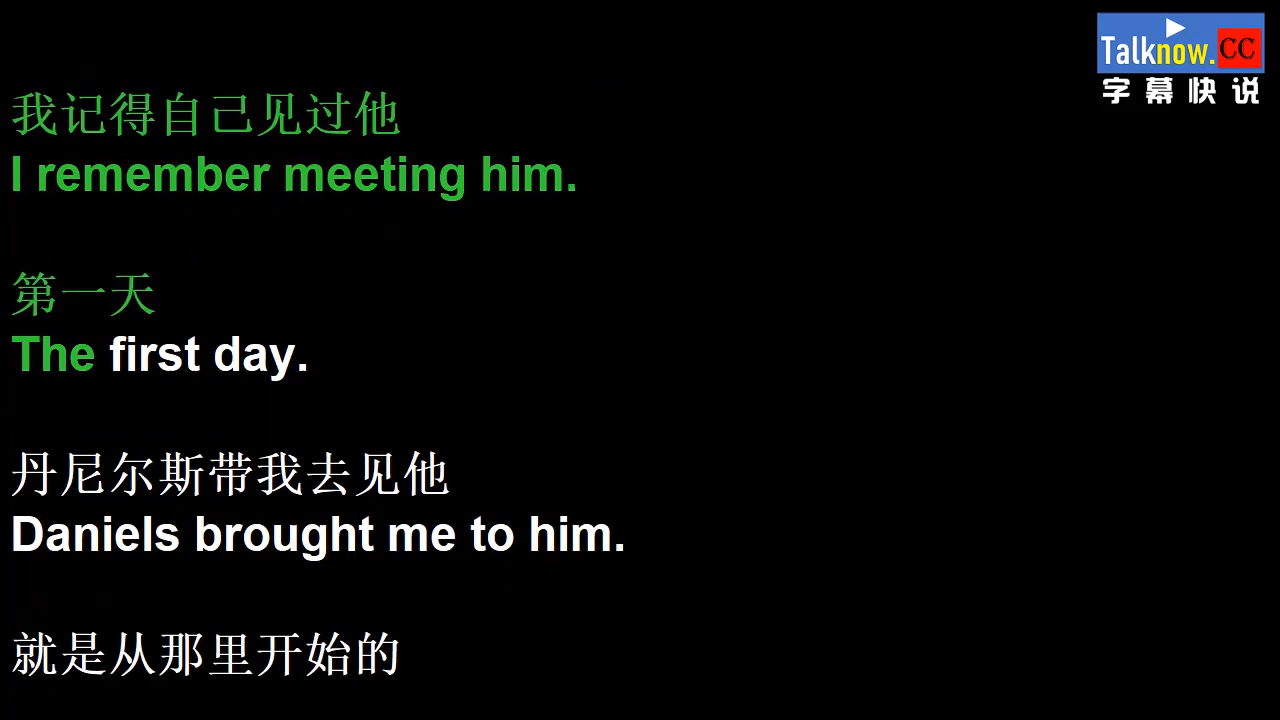 Talknow.CC
字幕快说
我记得自己见过他
I remember meeting him.
第一天
The first day.
丹尼尔斯带我去见他
Daniels brought me to him.
就是从那里开始的